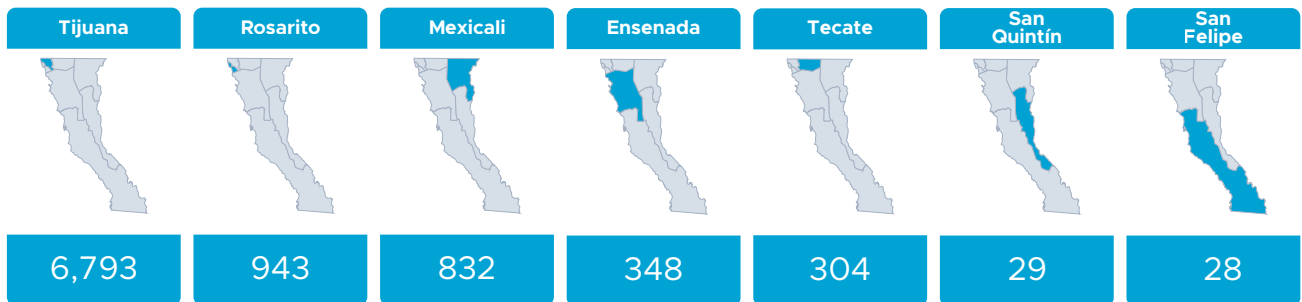 Tijuana
Rosarito
Mexicali
Ensenada
Tecate
San
Quintín
San
Felipe
6,793
943
832
348
304
29
28